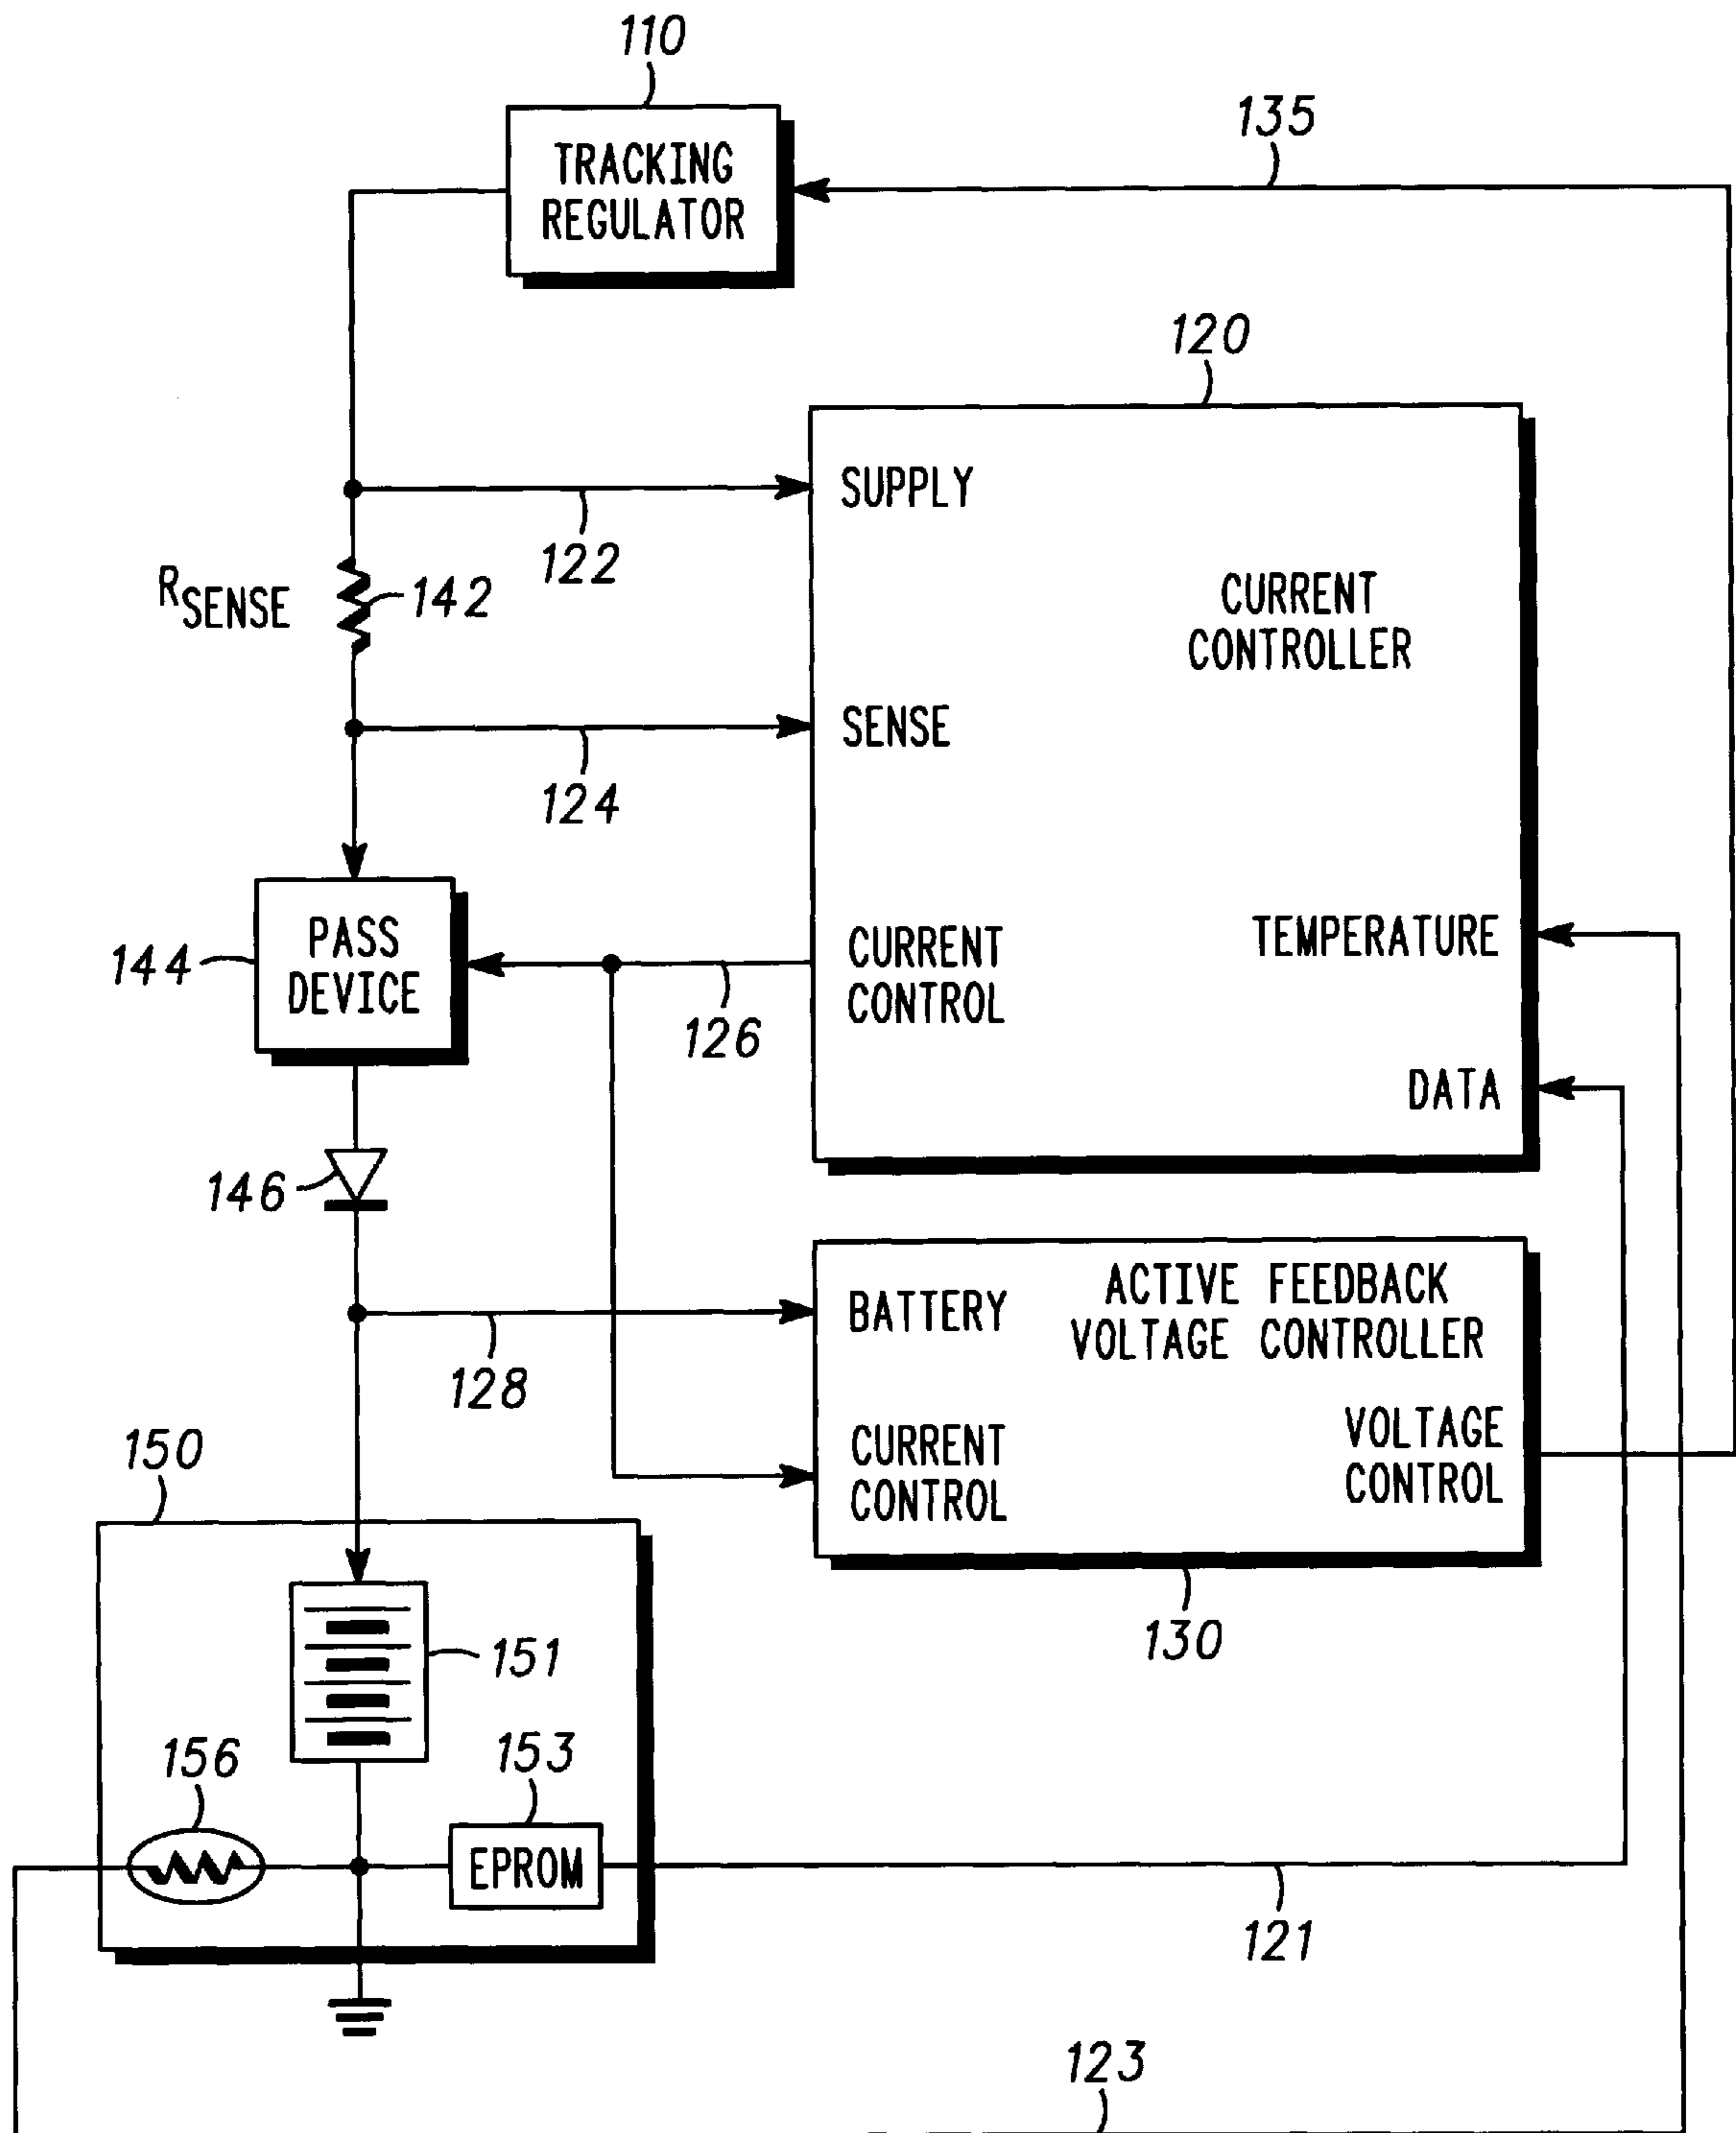 110
135
TRACKING
REGULATOR
120
SUPPLY
122
RSENSE
142
CURRENT
CONTROLLER
SENSE
124
PASS
DEVICE
144
CURRENT
CONTROL
126
TEMPERATURE
DATA
146
BATTERY
ACTIVE FEEDBACK
VOLTAGE CONTROLLER
128
CURRENT
CONTROL
VOLTAGE
CONTROL
150
130
151
156
153
EPROM
121
123